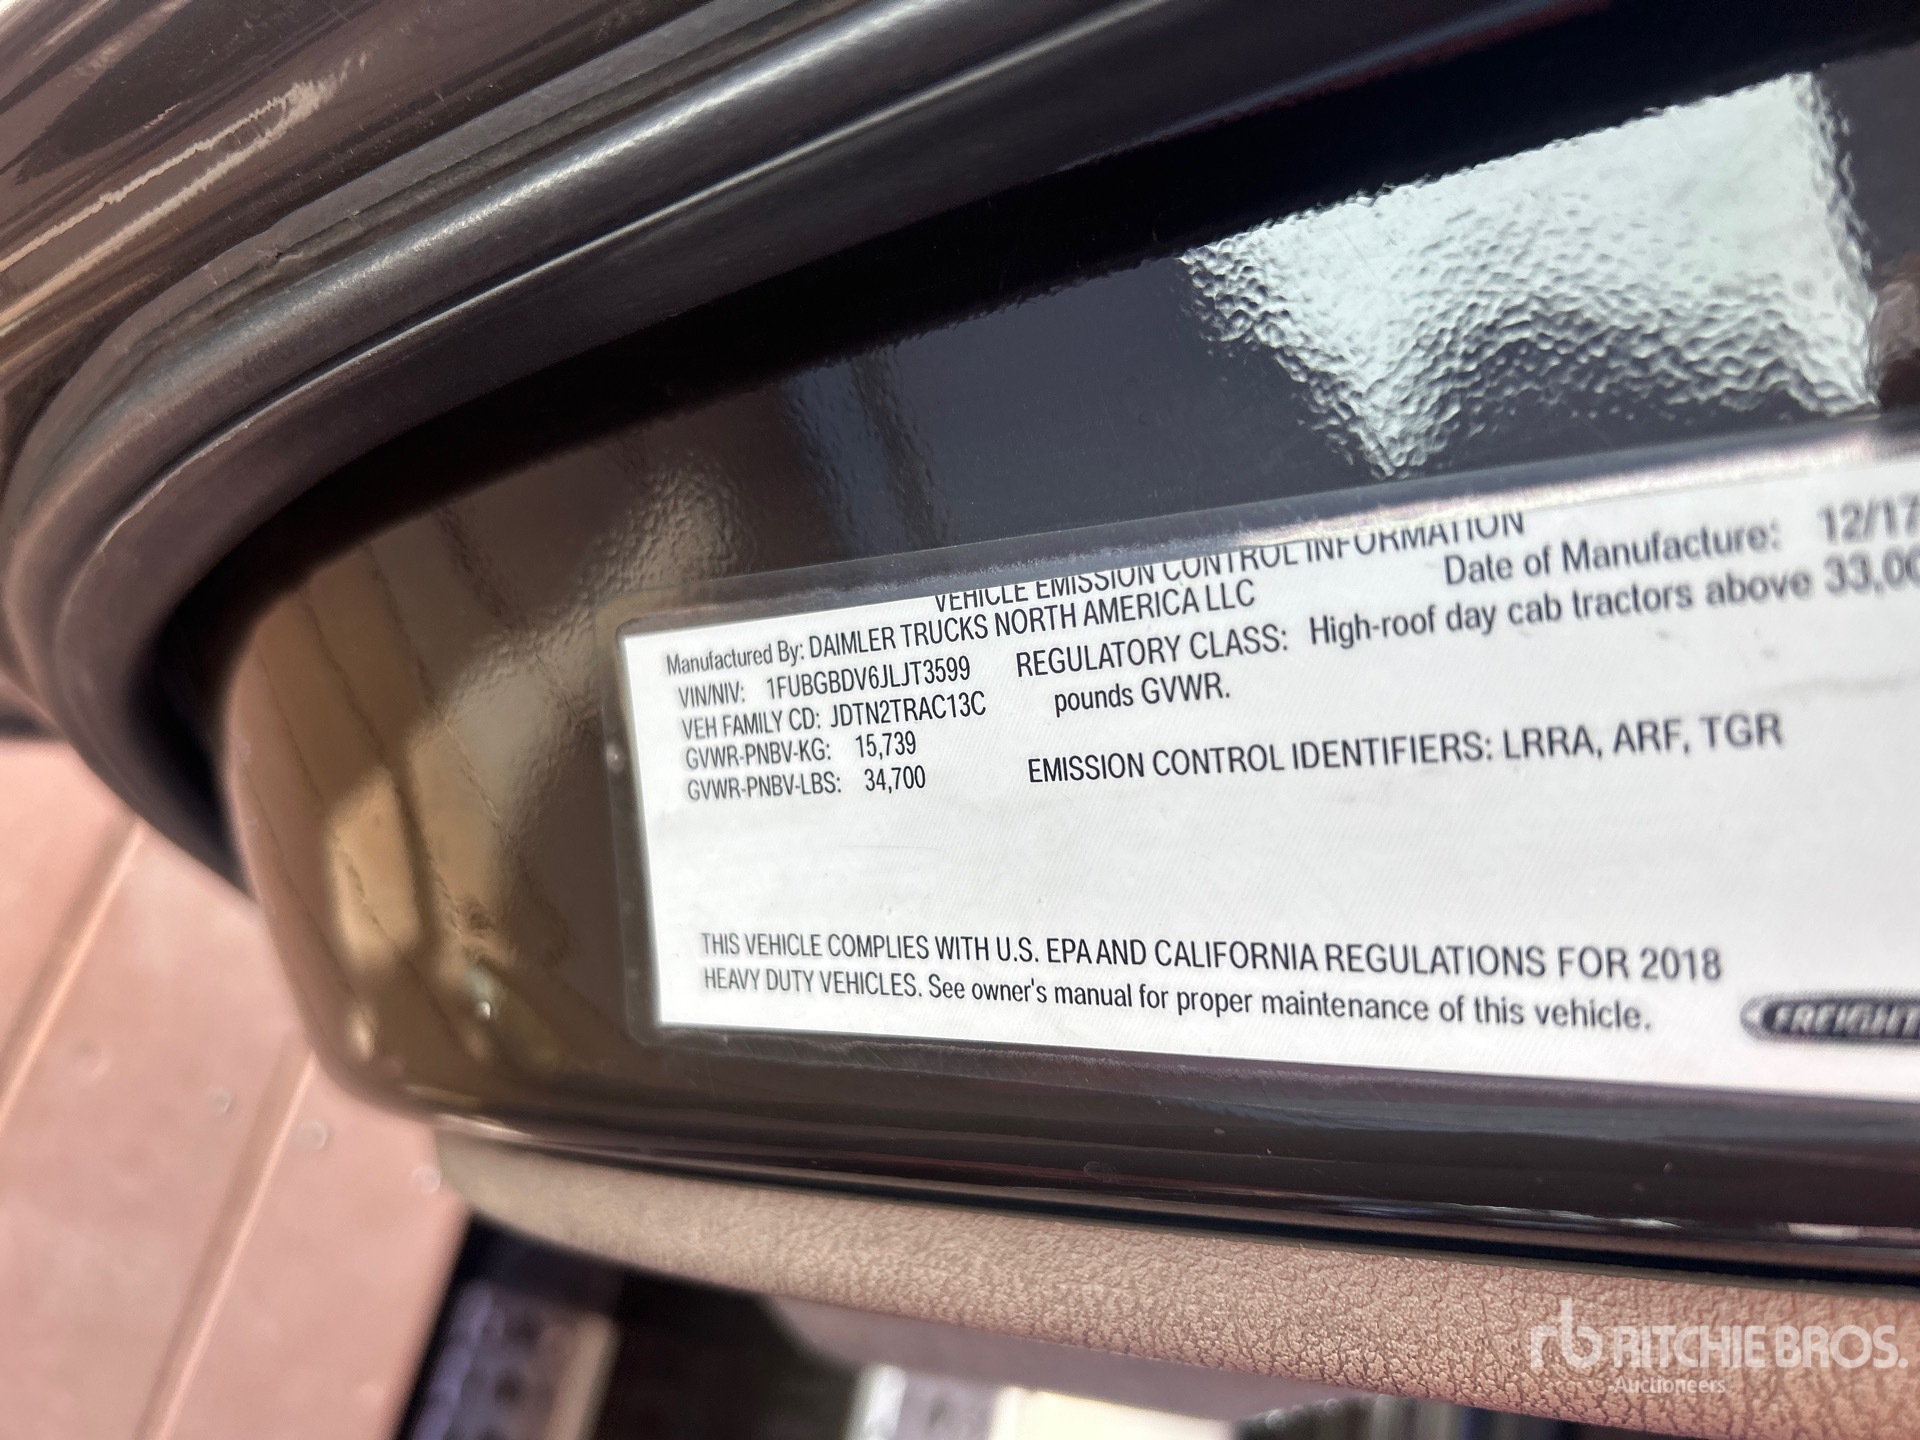 VEHICLE EMISSION CONTROL INFORMATION
Manufactured By: DAIMLER TRUCKS NORTH AMERICA LLC
Date of Manufacture: 12/17
VIN/NIV: 1FUBGBDV6JLJT3599
REGULATORY CLASS: High-roof day cab tractors above 33,00
pounds GVWR.
VEH FAMILY CD: JDTN2TRAC13C
GVWR-PNBV-KG: 15,739
GVWR-PNBV-LBS: 34,700
EMISSION CONTROL IDENTIFIERS: LRRA, ARF, TGR
THIS VEHICLE COMPLIES WITH U.S. EPA AND CALIFORNIA REGULATIONS FOR 2018
HEAVY DUTY VEHICLES. See owner's manual for proper maintenance of this vehicle.
FREIGHT
rb RITCHIE BROS.
Auctioneers